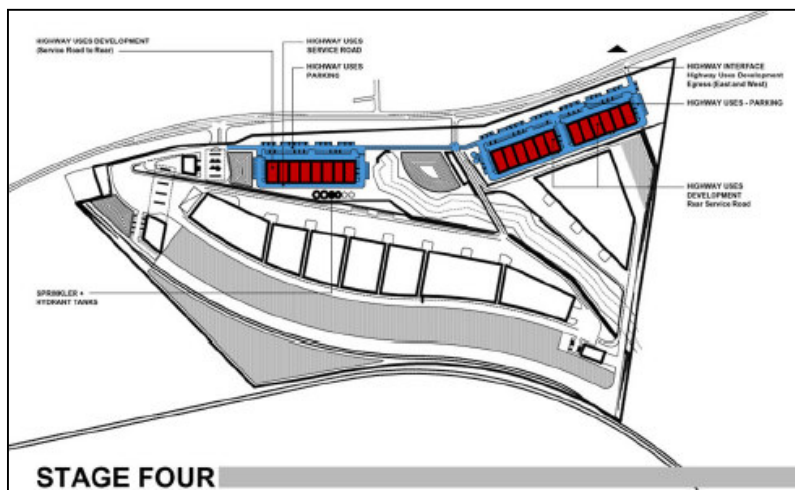 HIGHWAY USES DEVELOPMENT
(Service Road to Rear)
HIGHWAY USES
SERVICE ROAD
HIGHWAY USES
PARKING
HIGHWAY INTERFACE
Highway Uses Development
Egress (East and West)
HIGHWAY USES - PARKING
HIGHWAY USES
DEVELOPMENT
Rear Service Road
SPRINKLER +
HYDRANT TANKS
STAGE FOUR